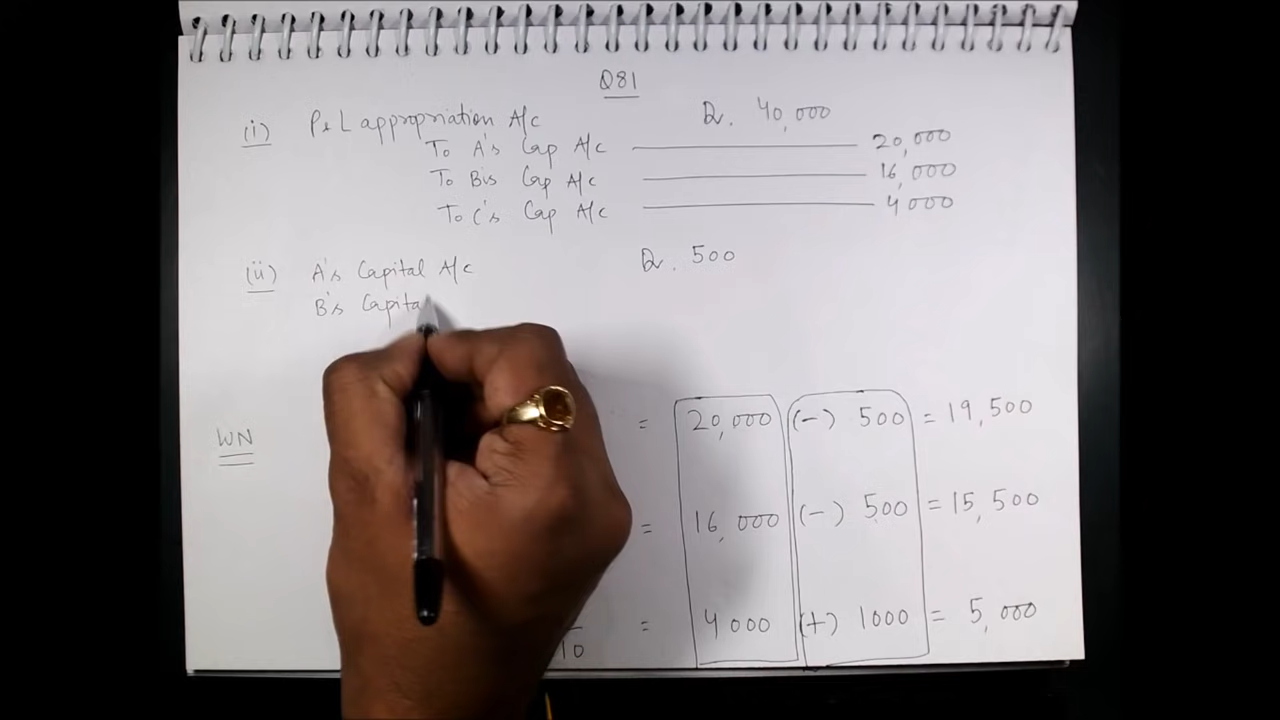 Q81
(i) P & L appropriation A/c Dr. 40,000
To A's Cap A/c 20,000
To B's Cap A/c 16,000
To C's Cap A/c 4000
(ii) A's Capital A/c Dr. 500
B's Capita
WN
= 20,000 (-) 500 = 19,500
= 16,000 (-) 500 = 15,500
10 = 4000 (+) 1000 = 5,000